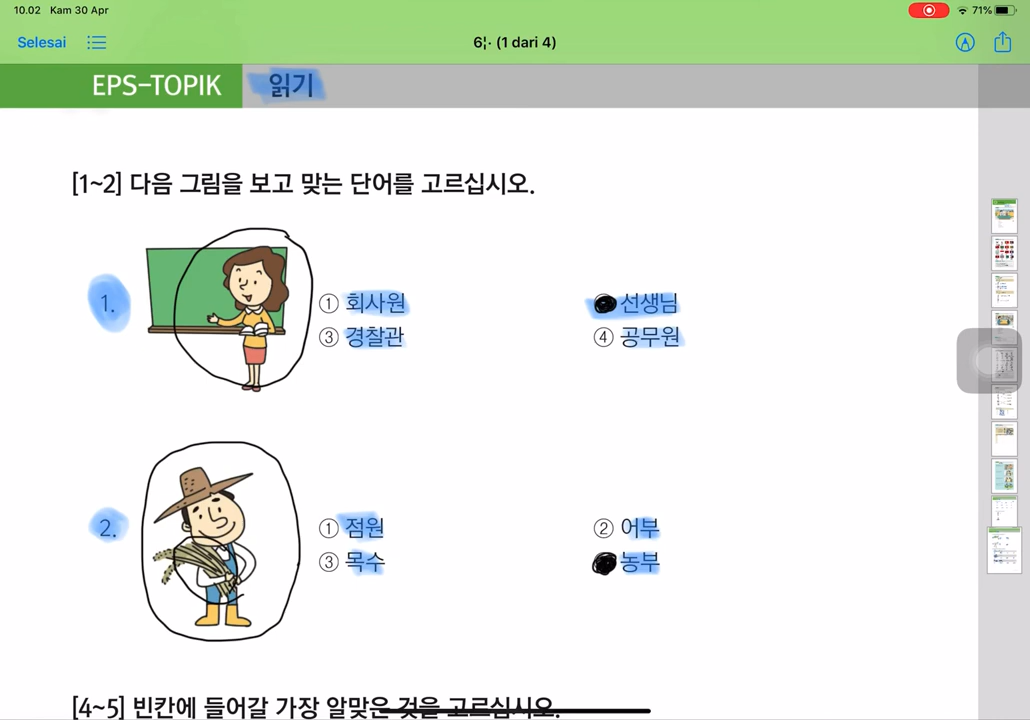 10.02 Kam 30 Apr 71%
Selesai 6¦· (1 dari 4)
EPS-TOPIK 읽기
[1~2] 다음 그림을 보고 맞는 단어를 고르십시오.
1. ① 회사원 선생님
③ 경찰관 ④ 공무원
2. ① 점원 ② 어부
③ 목수 농부
[4~5] 빈칸에 들어갈 가장 알맞은 것을 고르십시오.